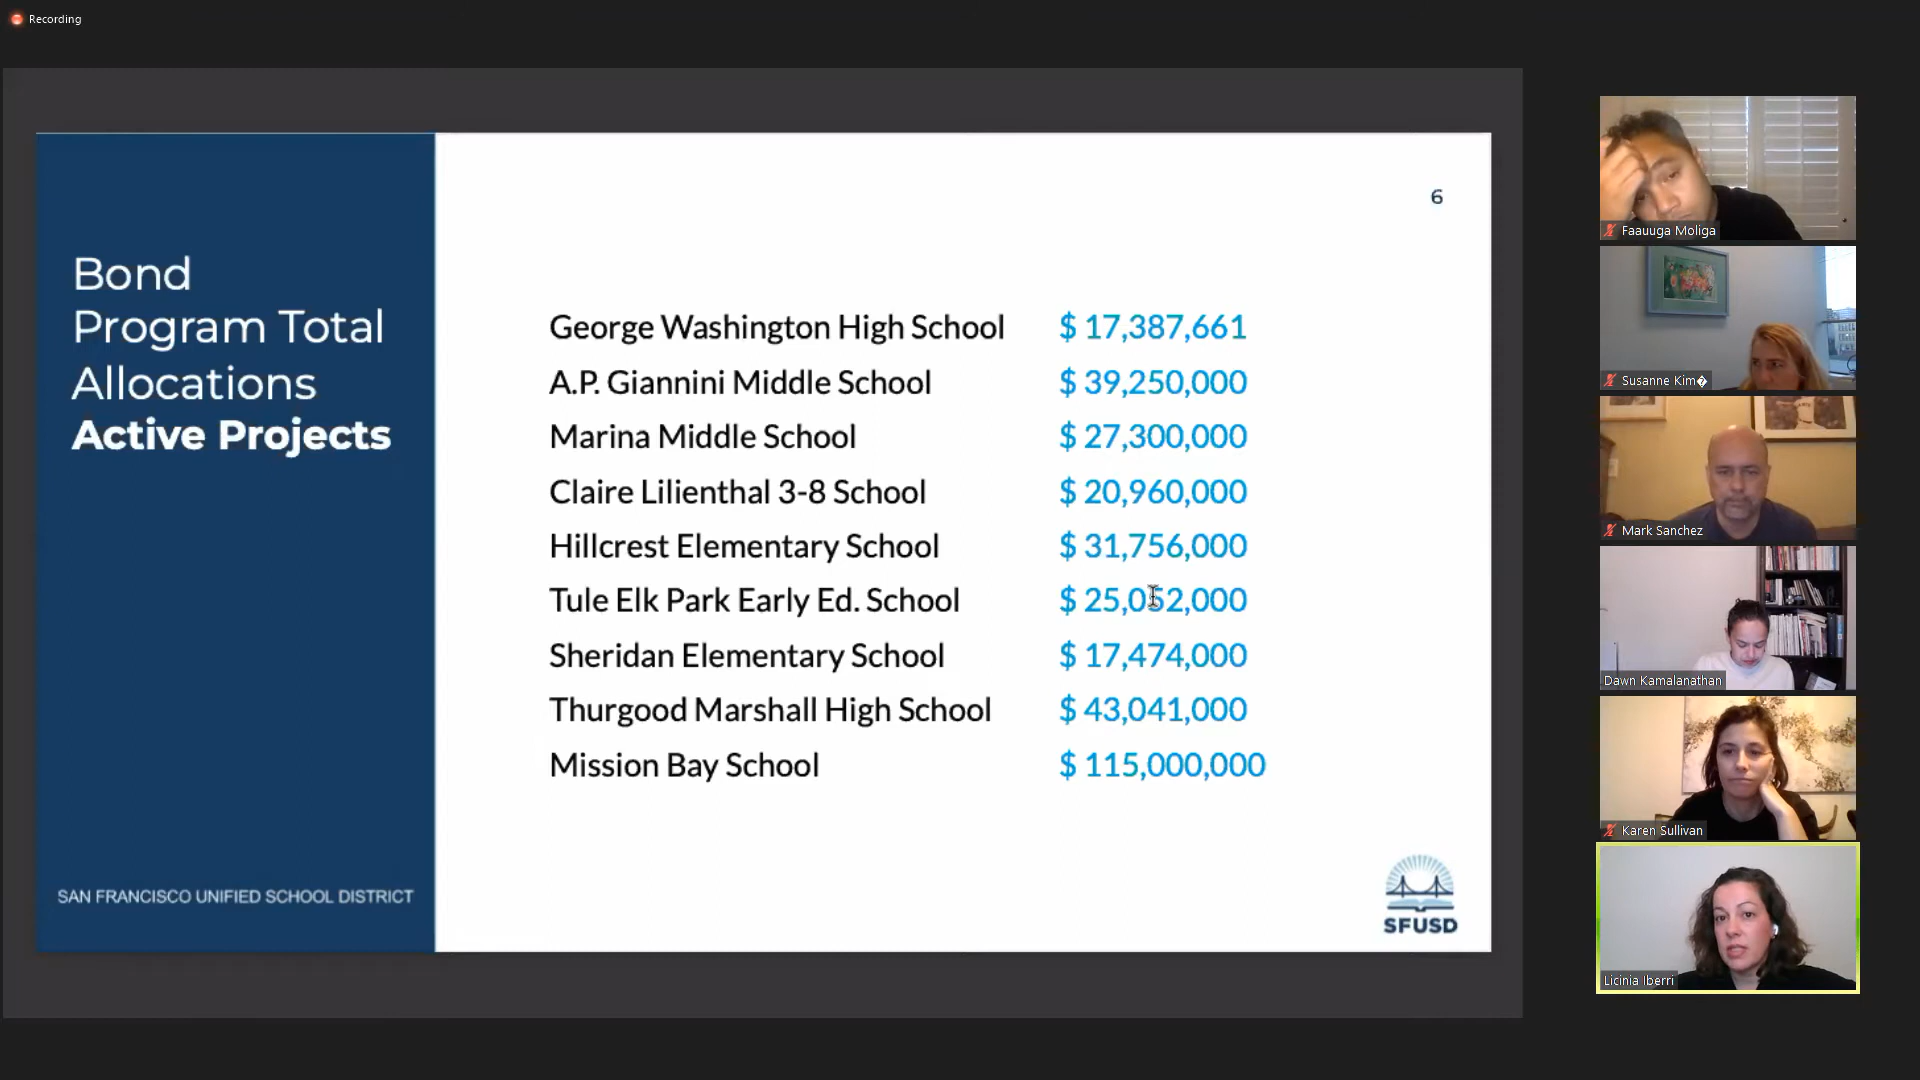 Recording
Bond
Program Total
Allocations
Active Projects
SAN FRANCISCO UNIFIED SCHOOL DISTRICT
6
George Washington High School $ 17,387,661
A.P. Giannini Middle School $ 39,250,000
Marina Middle School $ 27,300,000
Claire Lilienthal 3-8 School $ 20,960,000
Hillcrest Elementary School $ 31,756,000
Tule Elk Park Early Ed. School $ 25,052,000
Sheridan Elementary School $ 17,474,000
Thurgood Marshall High School $ 43,041,000
Mission Bay School $ 115,000,000
SFUSD
Faauuga Moliga
Susanne Kim�
Mark Sanchez
Dawn Kamalanathan
Karen Sullivan
Licinia Iberri